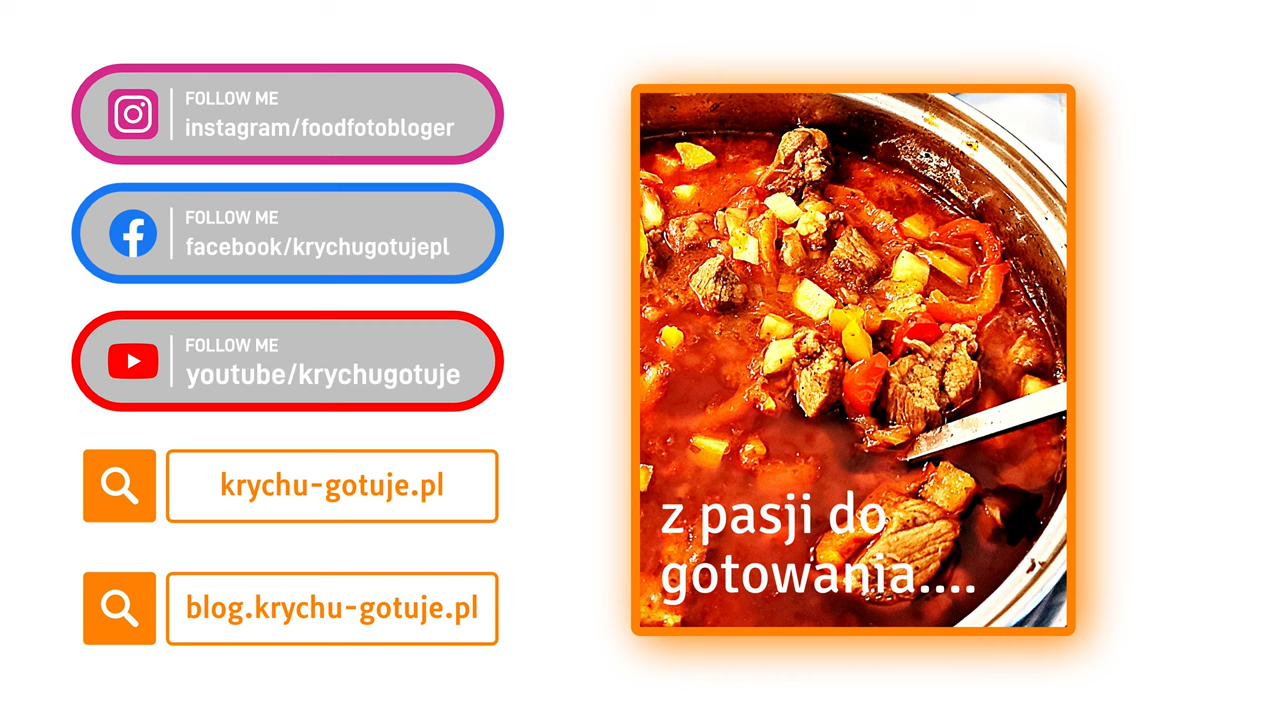 FOLLOW ME
instagram/foodfotobloger
FOLLOW ME
facebook/krychugotujepl
FOLLOW ME
youtube/krychugotuje
krychu-gotuje.pl
blog.krychu-gotuje.pl
z pasji do
gotowania....